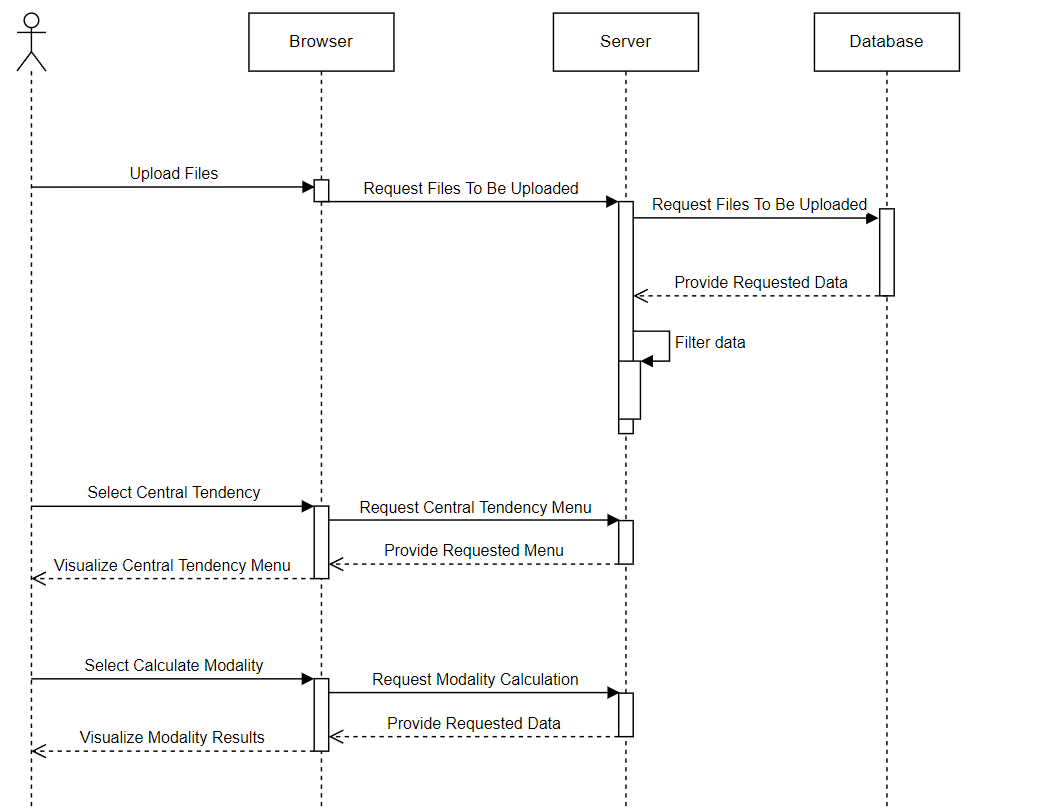 Browser
Server
Database
Upload Files
Request Files To Be Uploaded
Request Files To Be Uploaded
Provide Requested Data
Filter data
Select Central Tendency
Request Central Tendency Menu
Provide Requested Menu
Visualize Central Tendency Menu
Select Calculate Modality
Request Modality Calculation
Provide Requested Data
Visualize Modality Results